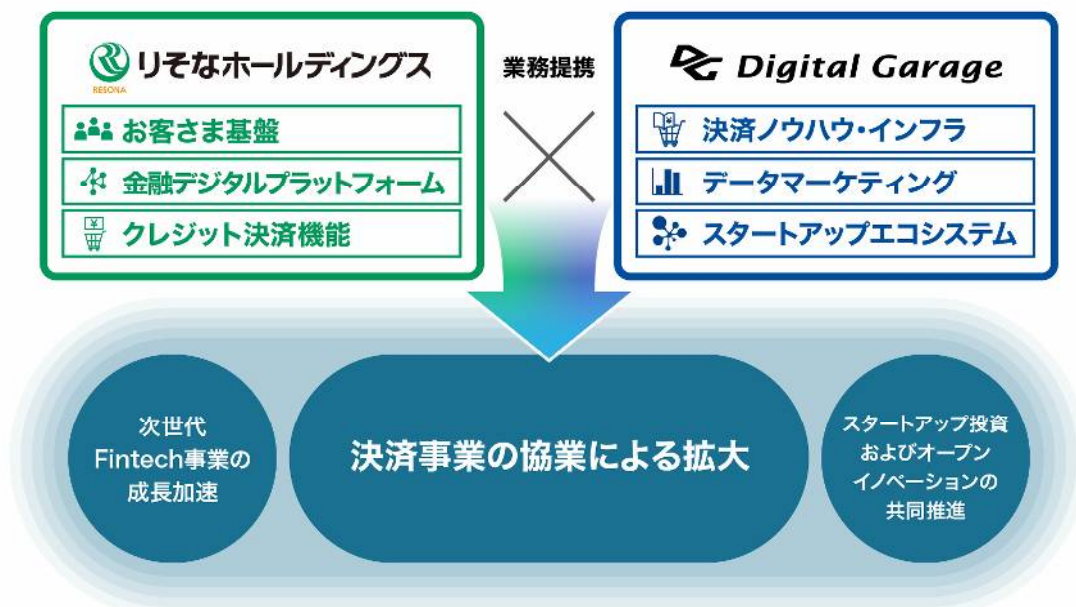 りそなホールディングス
RESONA
お客さま基盤
金融デジタルプラットフォーム
クレジット決済機能
業務提携
DG Digital Garage
決済ノウハウ・インフラ
データマーケティング
スタートアップエコシステム
次世代
Fintech事業の
成長加速
決済事業の協業による拡大
スタートアップ投資
およびオープン
イノベーションの
共同推進